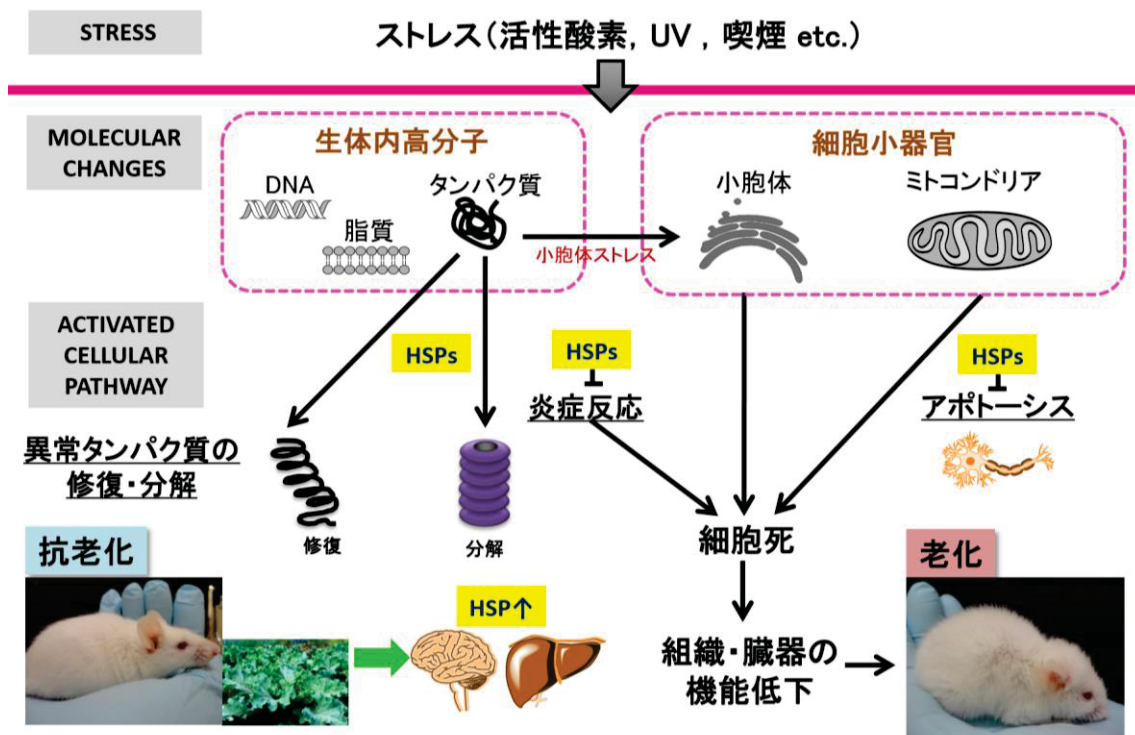 STRESS
ストレス(活性酸素, UV , 喫煙 etc.)
MOLECULAR
CHANGES
生体内高分子
DNA
タンパク質
脂質
小胞体ストレス
細胞小器官
小胞体
ミトコンドリア
ACTIVATED
CELLULAR
PATHWAY
HSPs
HSPs
炎症反応
HSPs
アポトーシス
異常タンパク質の
修復・分解
修復
分解
細胞死
抗老化
HSP↑
組織・臓器の
機能低下
老化